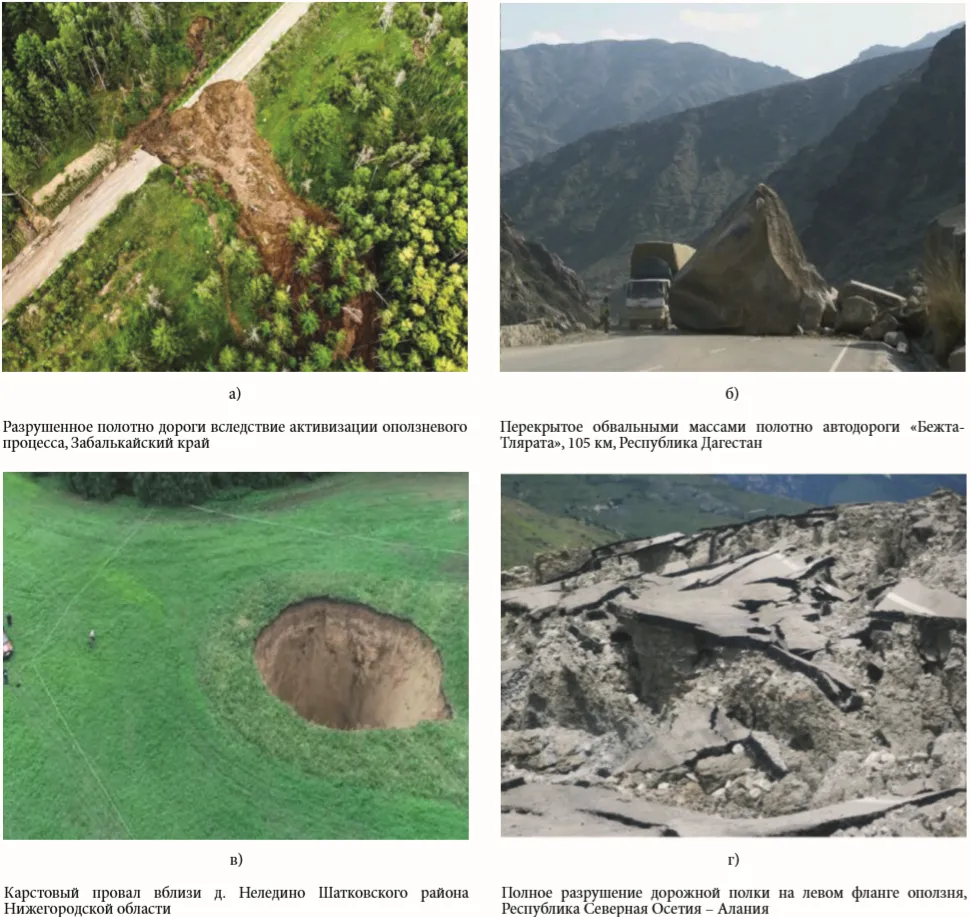 а)
Разрушенное полотно дороги вследствие активизации оползневого
процесса, Забалькайский край
б)
Перекрытое обвальными массами полотно автодороги «Бежта-
Тлярата», 105 км, Республика Дагестан
в)
Карстовый провал вблизи д. Неледино Шатковского района
Нижегородской области
г)
Полное разрушение дорожной полки на левом фланге оползня,
Республика Северная Осетия – Алания